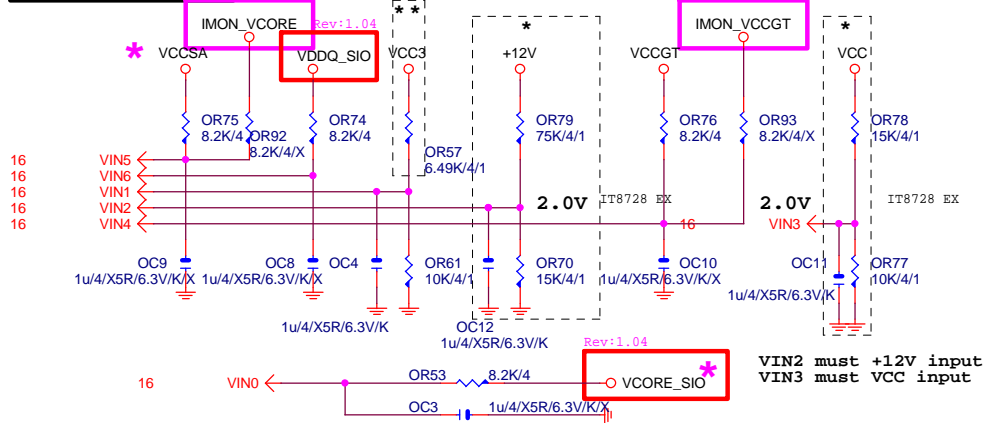 IMON_VCORE
Rev:1.04
* *
*
IMON_VCCGT
*
* VCCSA
VDDQ_SIO
VCC3
+12V
VCCGT
VCC
OR75
8.2K/4
OR92
8.2K/4/X
OR74
8.2K/4
OR57
6.49K/4/1
OR79
75K/4/1
OR76
8.2K/4
OR93
8.2K/4/X
OR78
15K/4/1
16 VIN5
16 VIN6
16 VIN1
16 VIN2
16 VIN4
2.0V
IT8728 EX
16 VIN3
2.0V
IT8728 EX
OC9
1u/4/X5R/6.3V/K/X
OC8
1u/4/X5R/6.3V/K/X
OC4
1u/4/X5R/6.3V/K
OR61
10K/4/1
OC12
1u/4/X5R/6.3V/K
OR70
15K/4/1
OC10
1u/4/X5R/6.3V/K/X
OC11
1u/4/X5R/6.3V/K
OR77
10K/4/1
Rev:1.04
16 VIN0
OR53 8.2K/4
VCORE_SIO *
OC3 1u/4/X5R/6.3V/K/X
VIN2 must +12V input
VIN3 must VCC input